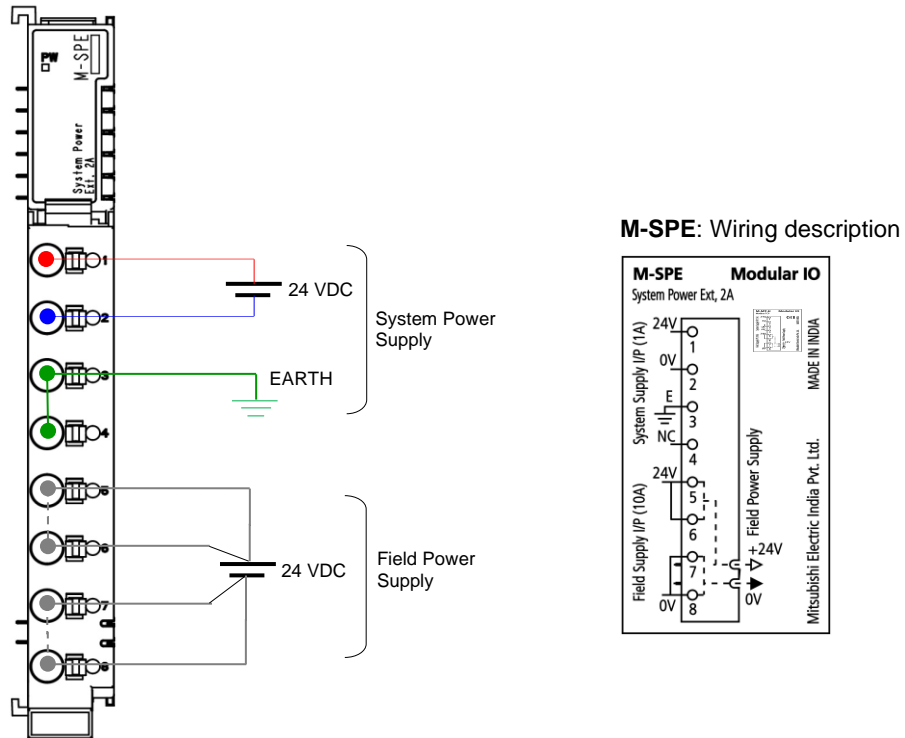 PW
M-SPE
System Power
Ext, 2A
1
2
3
4
5
6
7
8
24 VDC
System Power
Supply
EARTH
24 VDC
Field Power
Supply
M-SPE: Wiring description
M-SPE Modular IO
System Power Ext, 2A
System Supply I/P (1A)
24V
1
0V
2
E
3
NC
4
Field Supply I/P (10A)
24V
5
6
7
0V
8
Field Power Supply
+24V
0V
MADE IN INDIA
Mitsubishi Electric India Pvt. Ltd.